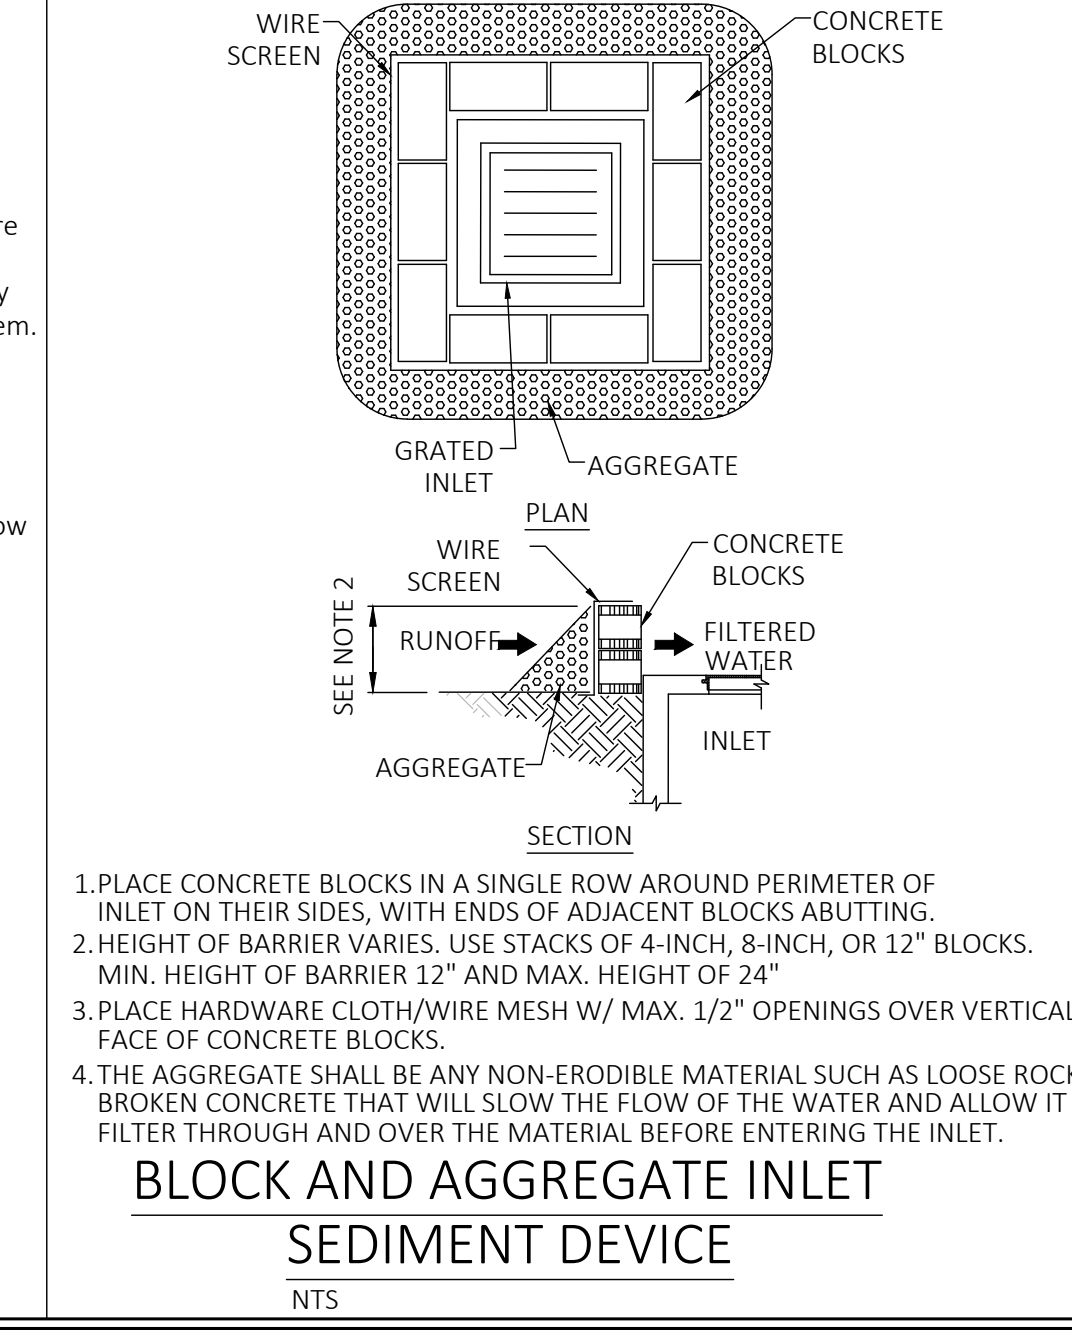 re
y
em.
ow
WIRE
SCREEN
CONCRETE
BLOCKS
GRATED
INLET
AGGREGATE
PLAN
WIRE
SCREEN
CONCRETE
BLOCKS
SEE NOTE 2
RUNOFF
FILTERED
WATER
INLET
AGGREGATE
SECTION
1.PLACE CONCRETE BLOCKS IN A SINGLE ROW AROUND PERIMETER OF
INLET ON THEIR SIDES, WITH ENDS OF ADJACENT BLOCKS ABUTTING.
2.HEIGHT OF BARRIER VARIES. USE STACKS OF 4-INCH, 8-INCH, OR 12" BLOCKS.
MIN. HEIGHT OF BARRIER 12" AND MAX. HEIGHT OF 24"
3.PLACE HARDWARE CLOTH/WIRE MESH W/ MAX. 1/2" OPENINGS OVER VERTICAL
FACE OF CONCRETE BLOCKS.
4.THE AGGREGATE SHALL BE ANY NON-ERODIBLE MATERIAL SUCH AS LOOSE ROCK
BROKEN CONCRETE THAT WILL SLOW THE FLOW OF THE WATER AND ALLOW IT
FILTER THROUGH AND OVER THE MATERIAL BEFORE ENTERING THE INLET.
BLOCK AND AGGREGATE INLET
SEDIMENT DEVICE
NTS